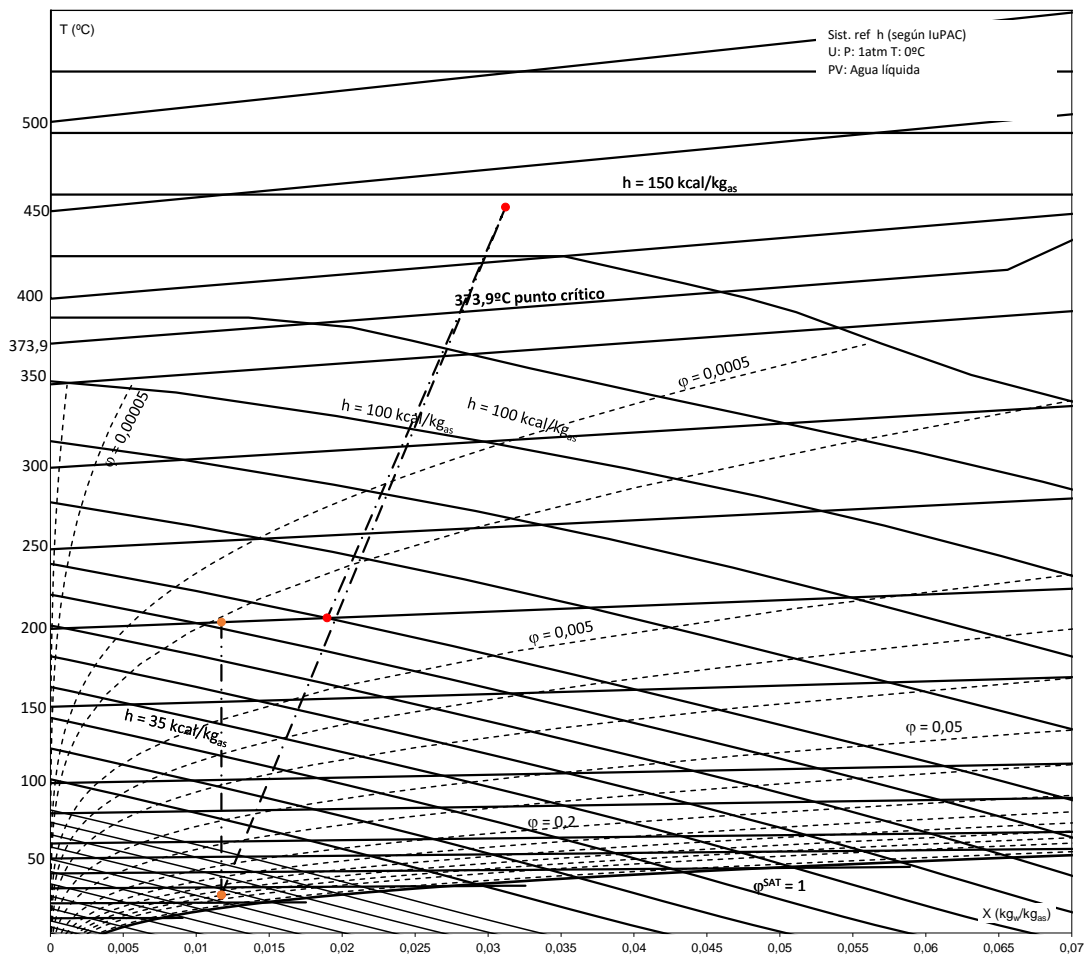 T (ºC)
Sist. ref h (según IuPAC)
U: P: 1atm T: 0ºC
PV: Agua líquida
500
h = 150 kcal/kgas
450
400
373,9ºC punto crítico
373,9
350
φ = 0,0005
φ = 0,00005
h = 100 kcal/kgas
h = 100 kcal/kgas
300
250
200
φ = 0,005
150
h = 35 kcal/kgas
φ = 0,05
100
φ = 0,2
50
φSAT = 1
X (kgw/kgas)
0
0,005
0,01
0,015
0,02
0,025
0,03
0,035
0,04
0,045
0,05
0,055
0,06
0,065
0,07